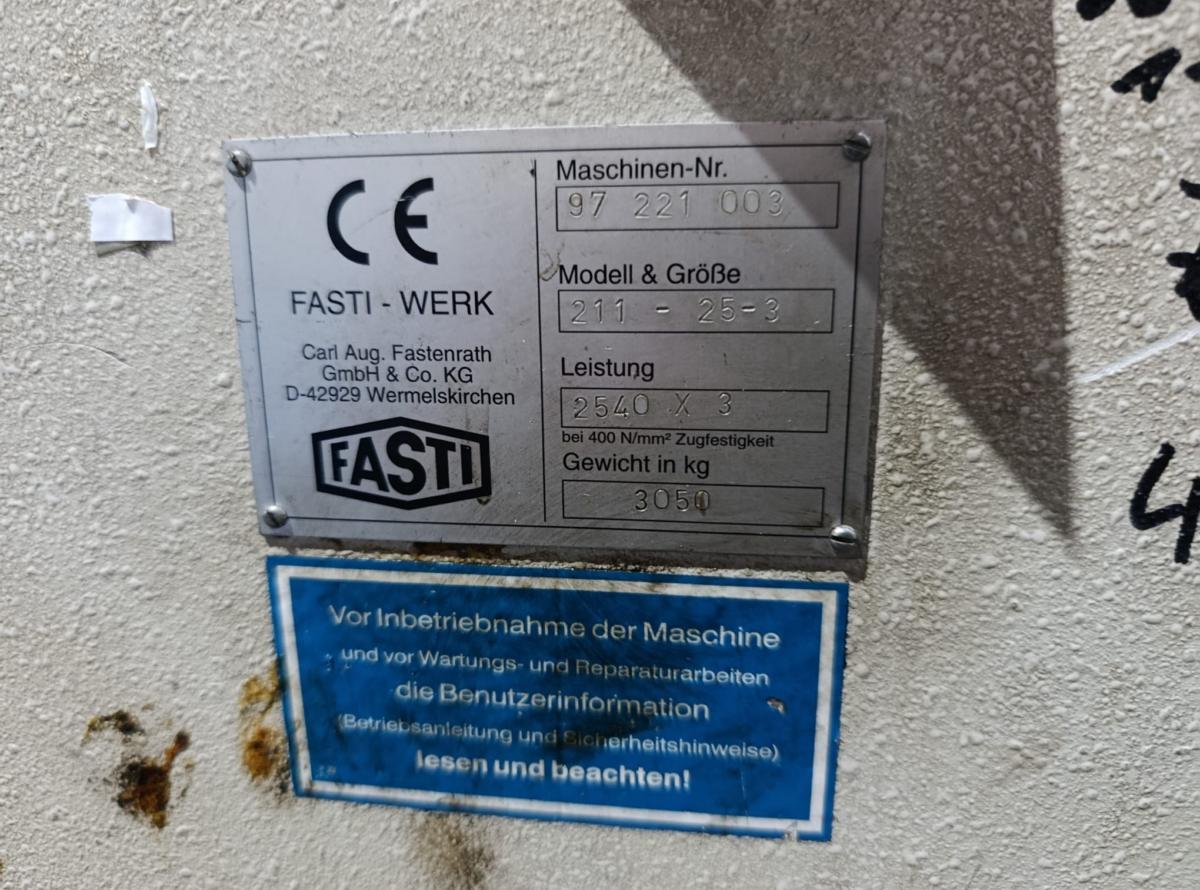 CE
FASTI - WERK
Carl Aug. Fastenrath
GmbH & Co. KG
D-42929 Wermelskirchen
FASTI
Maschinen-Nr.
97 221 003
Modell & Größe
211 - 25-3
Leistung
2540 X 3
bei 400 N/mm² Zugfestigkeit
Gewicht in kg
3050
Vor Inbetriebnahme der Maschine
und vor Wartungs- und Reparaturarbeiten
die Benutzerinformation
(Betriebsanleitung und Sicherheitshinweise)
lesen und beachten!
4